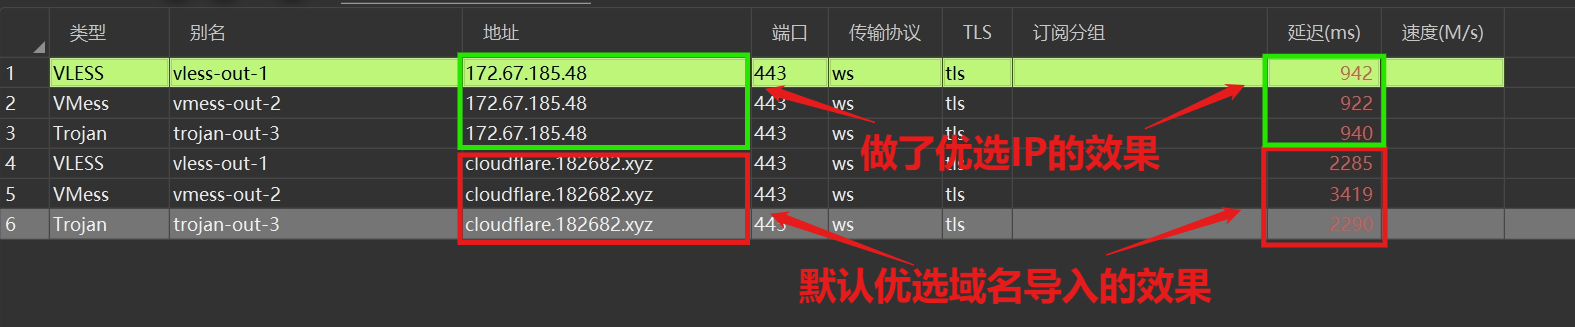 类型 别名 地址 端口 传输协议 TLS 订阅分组 延迟(ms) 速度(M/s)
1 VLESS vless-out-1 172.67.185.48 443 ws tls 942
2 VMess vmess-out-2 172.67.185.48 443 ws tls 922
3 Trojan trojan-out-3 172.67.185.48 443 ws tls 940
做了优选IP的效果
4 VLESS vless-out-1 cloudflare.182682.xyz 443 ws tls 2285
5 VMess vmess-out-2 cloudflare.182682.xyz 443 ws tls 3419
6 Trojan trojan-out-3 cloudflare.182682.xyz 443 ws tls 2290
默认优选域名导入的效果